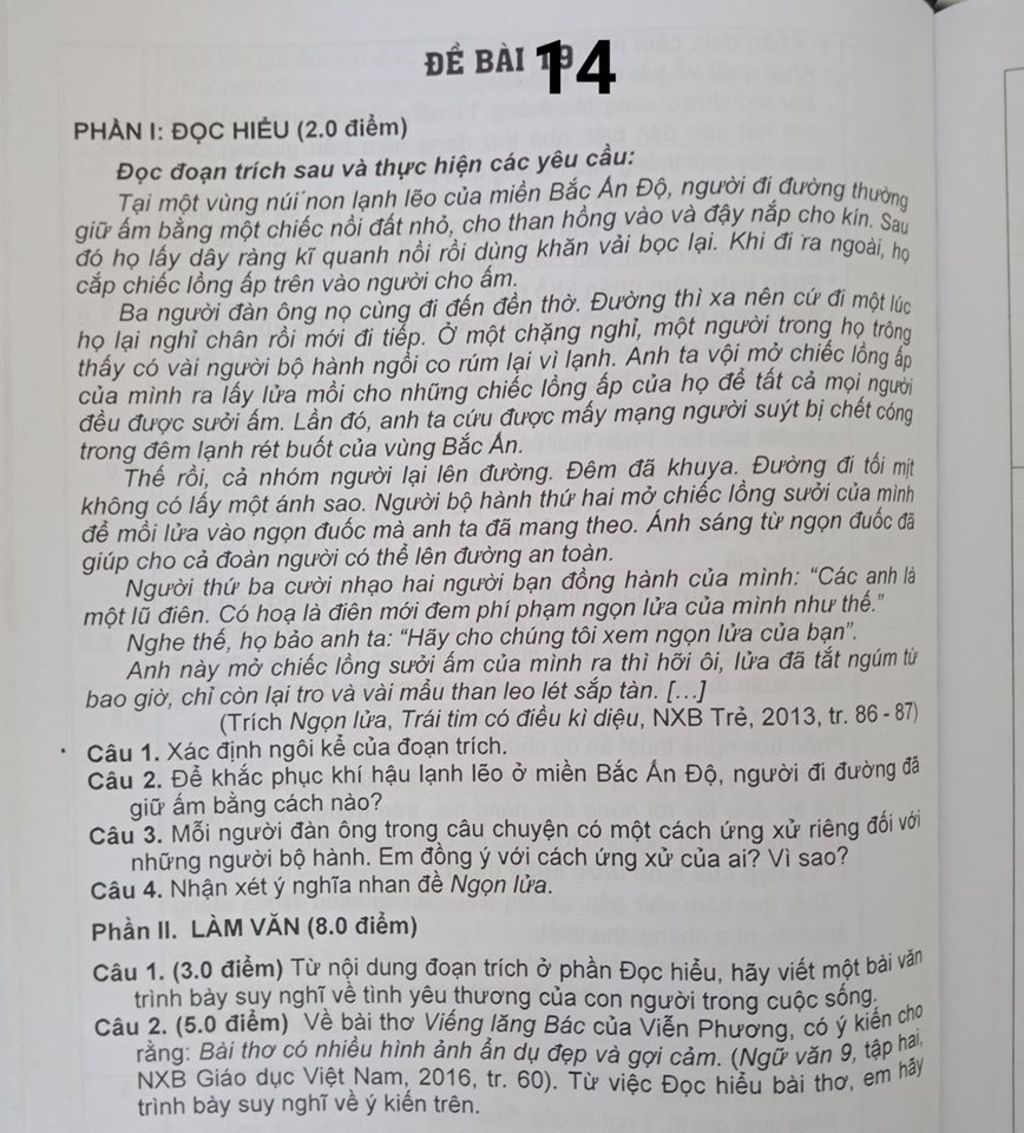 ĐỀ BÀI 14
PHẦN I: ĐỌC HIỂU (2.0 điểm)
Đọc đoạn trích sau và thực hiện các yêu cầu:
Tại một vùng núi non lạnh lẽo của miền Bắc Ấn Độ, người đi đường thường
giữ ấm bằng một chiếc nồi đất nhỏ, cho than hồng vào và đậy nắp cho kín. Sau
đó họ lấy dây ràng kĩ quanh nồi rồi dùng khăn vải bọc lại. Khi đi ra ngoài, họ
cắp chiếc lồng ấp trên vào người cho ấm.
Ba người đàn ông nọ cùng đi đến đền thờ. Đường thì xa nên cứ đi một lúc
họ lại nghỉ chân rồi mới đi tiếp. Ở một chặng nghỉ, một người trong họ trông
thấy có vài người bộ hành ngồi co rúm lại vì lạnh. Anh ta vội mở chiếc lồng ấp
của mình ra lấy lửa mồi cho những chiếc lồng ấp của họ để tất cả mọi người
đều được sưởi ấm. Lần đó, anh ta cứu được mấy mạng người suýt bị chết cóng
trong đêm lạnh rét buốt của vùng Bắc Ấn.
Thế rồi, cả nhóm người lại lên đường. Đêm đã khuya. Đường đi tối mịt
không có lấy một ánh sao. Người bộ hành thứ hai mở chiếc lồng sưởi của mình
để mồi lửa vào ngọn đuốc mà anh ta đã mang theo. Ánh sáng từ ngọn đuốc đã
giúp cho cả đoàn người có thể lên đường an toàn.
Người thứ ba cười nhạo hai người bạn đồng hành của mình: “Các anh là
một lũ điên. Có hoạ là điên mới đem phí phạm ngọn lửa của mình như thế.”
Nghe thế, họ bảo anh ta: “Hãy cho chúng tôi xem ngọn lửa của bạn”.
Anh này mở chiếc lồng sưởi ấm của mình ra thì hỡi ôi, lửa đã tắt ngúm từ
bao giờ, chỉ còn lại tro và vài mẩu than leo lét sắp tàn. [...]
(Trích Ngọn lửa, Trái tim có điều kì diệu, NXB Trẻ, 2013, tr. 86 - 87)
Câu 1. Xác định ngôi kể của đoạn trích.
Câu 2. Để khắc phục khí hậu lạnh lẽo ở miền Bắc Ấn Độ, người đi đường đã
giữ ấm bằng cách nào?
Câu 3. Mỗi người đàn ông trong câu chuyện có một cách ứng xử riêng đối với
những người bộ hành. Em đồng ý với cách ứng xử của ai? Vì sao?
Câu 4. Nhận xét ý nghĩa nhan đề Ngọn lửa.
Phần II. LÀM VĂN (8.0 điểm)
Câu 1. (3.0 điểm) Từ nội dung đoạn trích ở phần Đọc hiểu, hãy viết một bài văn
trình bày suy nghĩ về tình yêu thương của con người trong cuộc sống.
Câu 2. (5.0 điểm) Về bài thơ Viếng lăng Bác của Viễn Phương, có ý kiến cho
rằng: Bài thơ có nhiều hình ảnh ẩn dụ đẹp và gợi cảm. (Ngữ văn 9, tập hai,
NXB Giáo dục Việt Nam, 2016, tr. 60). Từ việc Đọc hiểu bài thơ, em hãy
trình bày suy nghĩ về ý kiến trên.